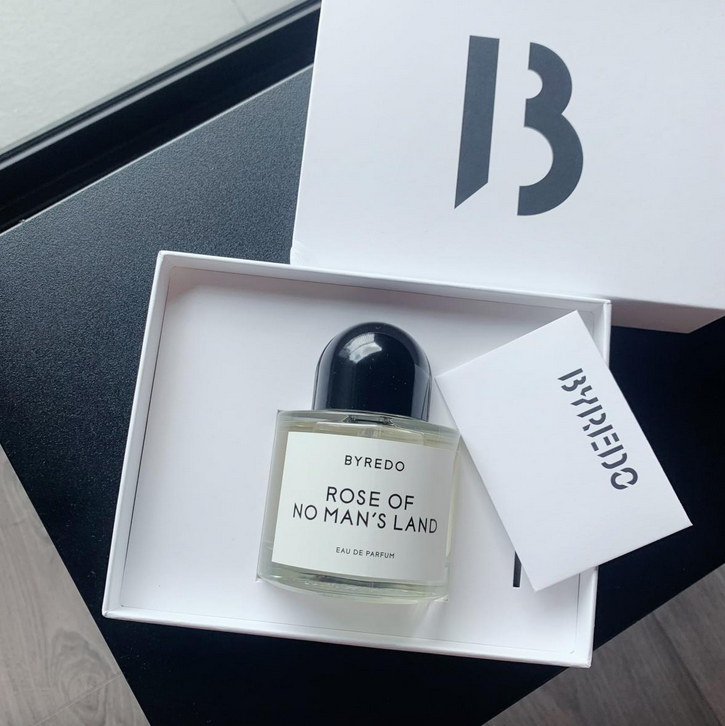 B
BYREDO
BYREDO
ROSE OF
NO MAN'S LAND
EAU DE PARFUM